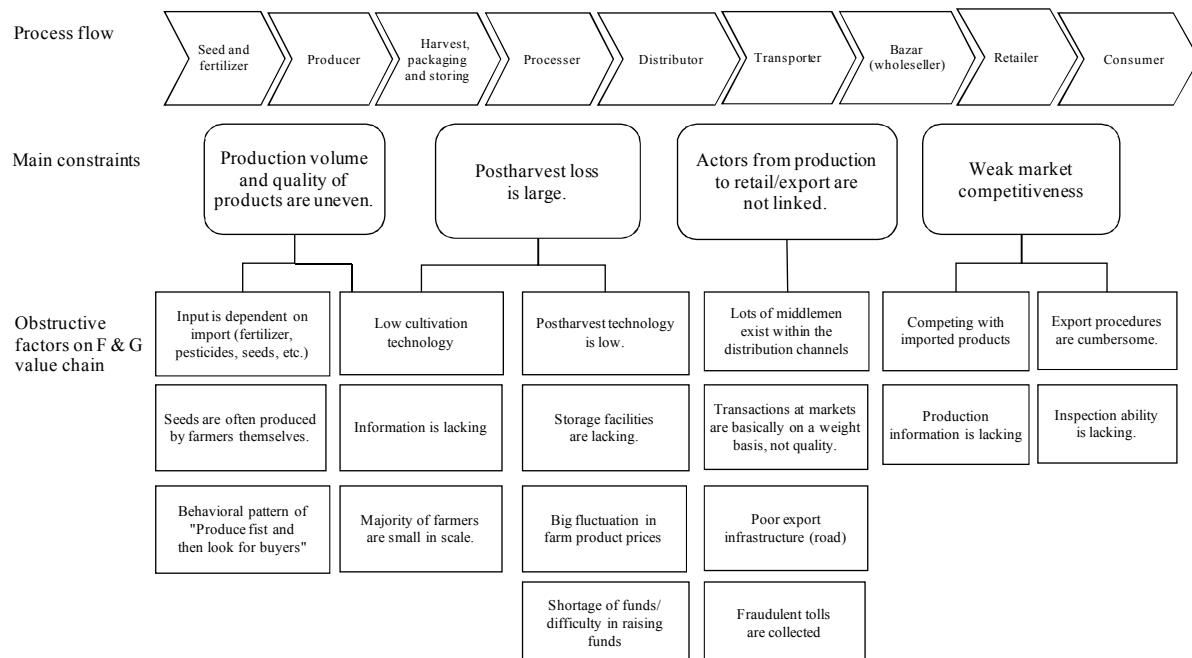 Process flow
Seed and
fertilizer
Producer
Harvest,
packaging
and storing
Processer
Distributor
Transporter
Bazar
(wholeseller)
Retailer
Consumer
Main constraints
Production volume
and quality of
products are uneven.
Postharvest loss
is large.
Actors from production
to retail/export are
not linked.
Weak market
competitiveness
Obstructive
factors on F & G
value chain
Input is dependent on
import (fertilizer,
pesticides, seeds, etc.)
Low cultivation
technology
Postharvest technology
is low.
Lots of middlemen
exist within the
distribution channels
Competing with
imported products
Export procedures
are cumbersome.
Seeds are often produced
by farmers themselves.
Information is lacking
Storage facilities
are lacking.
Transactions at markets
are basically on a weight
basis, not quality.
Production
information is lacking
Inspection ability
is lacking.
Behavioral pattern of
"Produce fist and
then look for buyers"
Majority of farmers
are small in scale.
Big fluctuation in
farm product prices
Poor export
infrastructure (road)
Shortage of funds/
difficulty in raising
funds
Fraudulent tolls
are collected